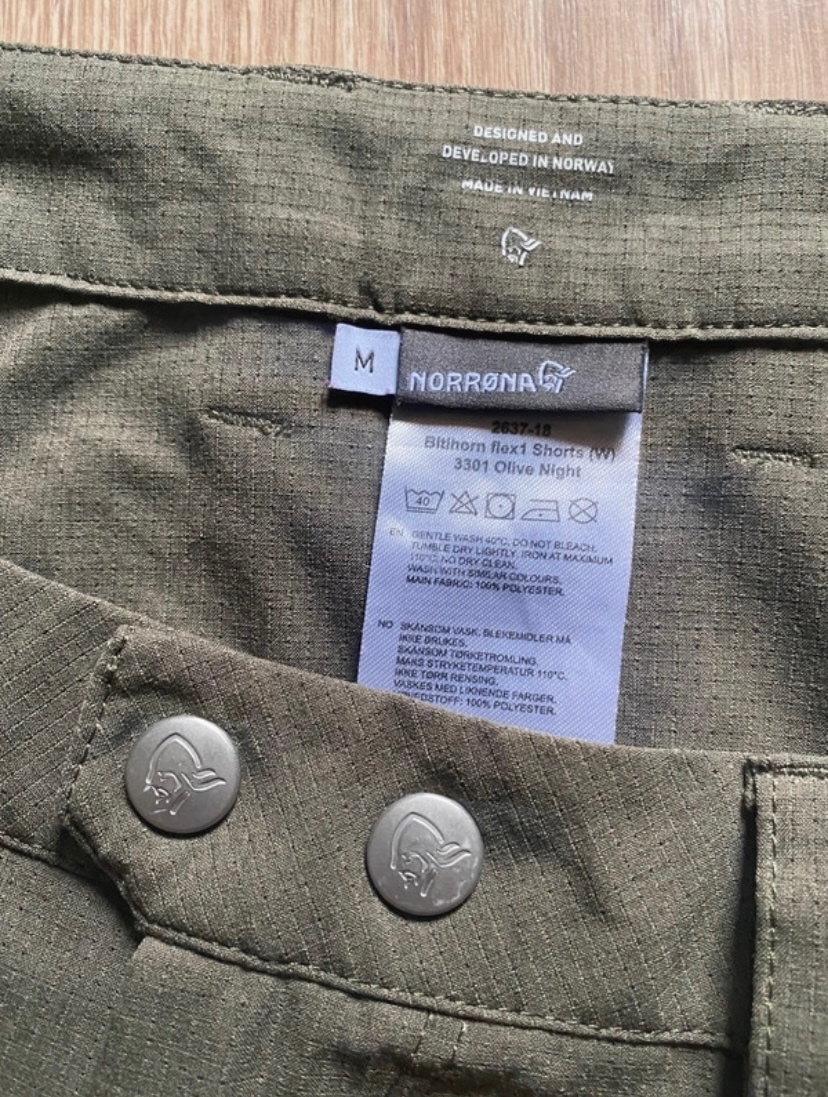 DESIGNED AND
DEVELOPED IN NORWAY
MADE IN VIETNAM
M
NORRØNA
2637-18
Bitihorn flex1 Shorts (W)
3301 Olive Night
40
EN GENTLE WASH 40°C. DO NOT BLEACH.
TUMBLE DRY LIGHTLY. IRON AT MAXIMUM
110°C. NO DRY CLEAN.
WASH WITH SIMILAR COLOURS.
MAIN FABRIC: 100% POLYESTER.
NO SKÅNSOM VASK. BLEKEMIDLER MÅ
IKKE BRUKES.
SKÅNSOM TØRKETROMLING.
MAKS STRYKETEMPERATUR 110°C.
IKKE TØRR RENSING.
VASKES MED LIKNENDE FARGER.
HOVEDSTOFF: 100% POLYESTER.